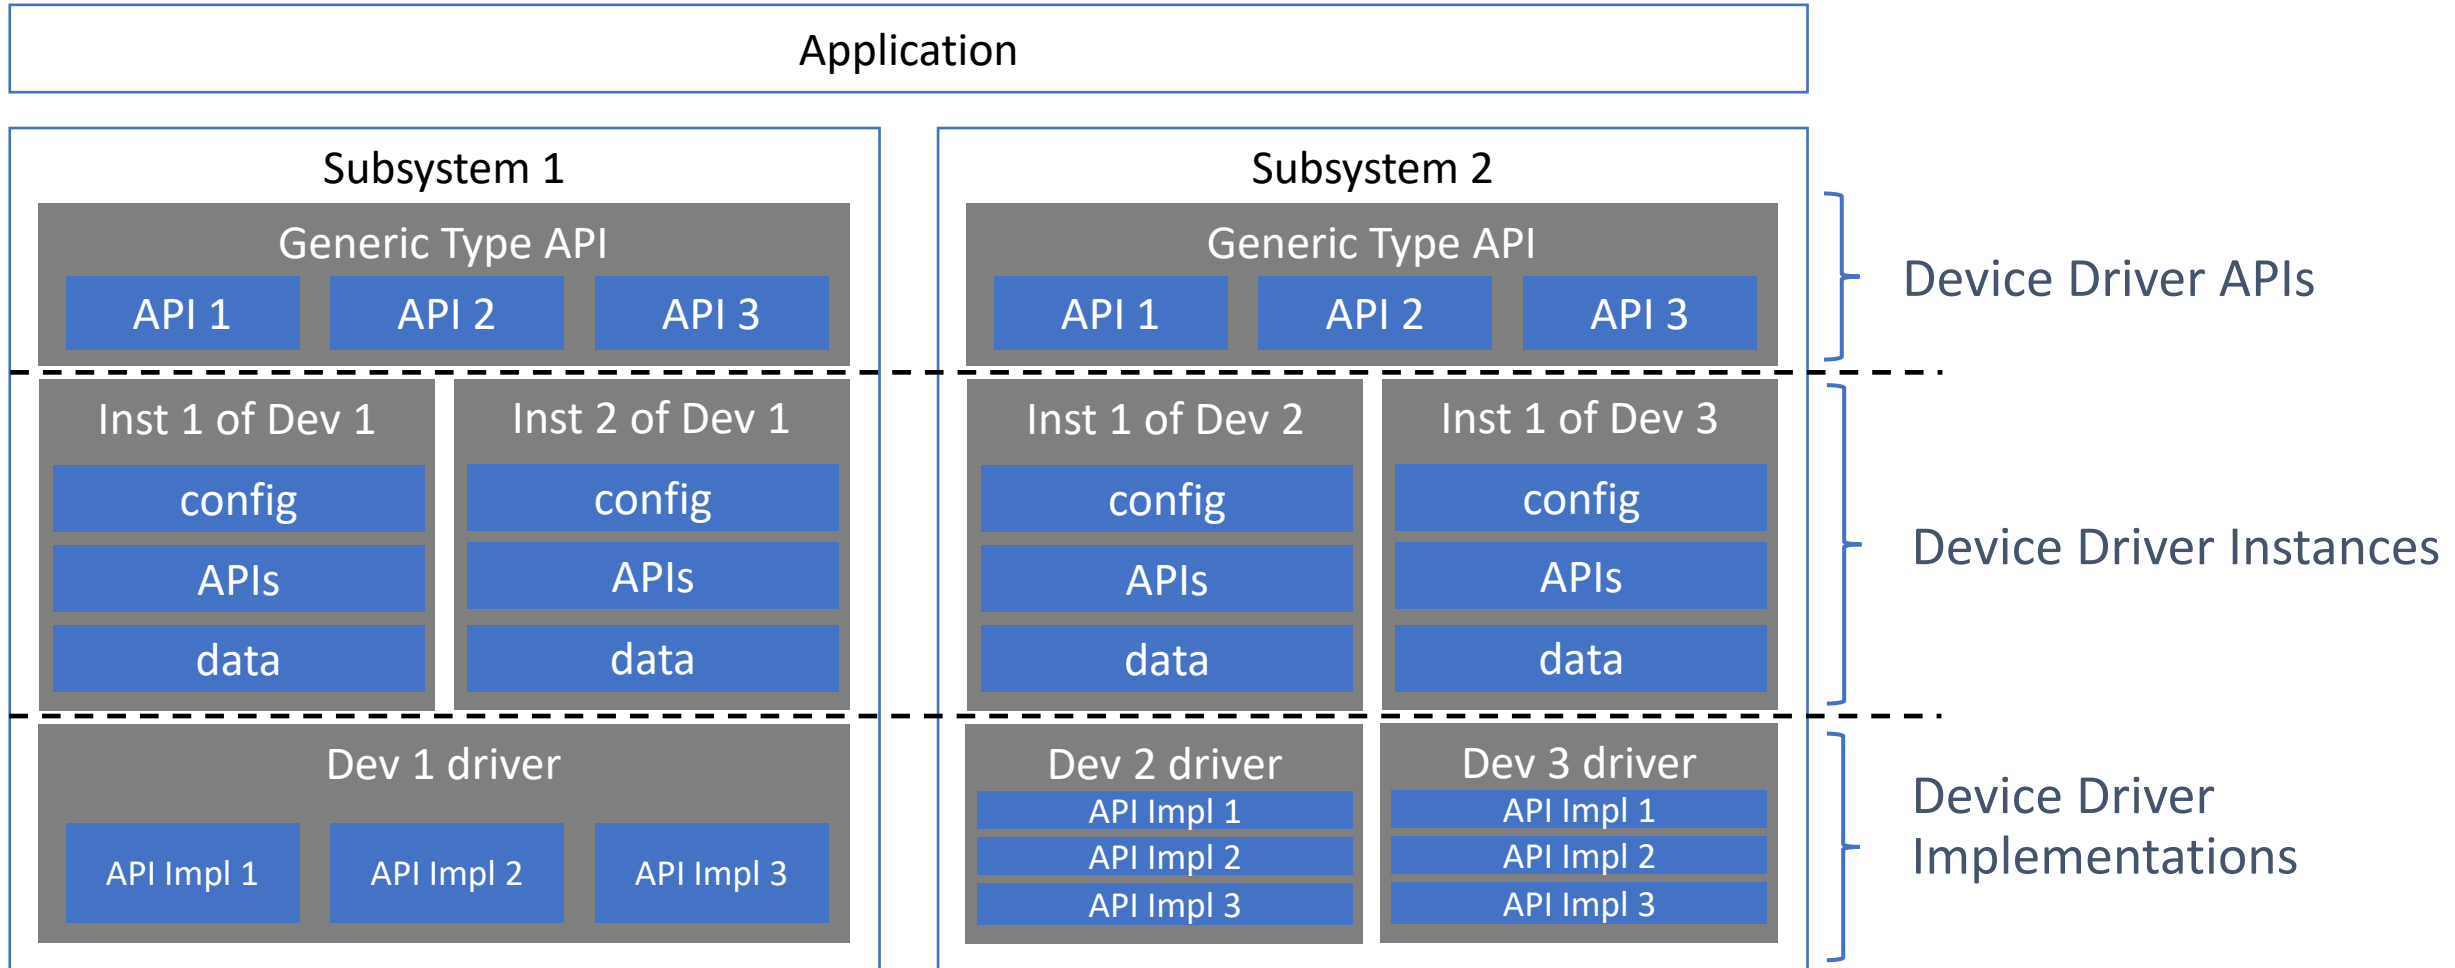 Application
Subsystem 1
Generic Type API
API 1
API 2
API 3
Inst 1 of Dev 1
config
APIs
data
Inst 2 of Dev 1
config
APIs
data
Dev 1 driver
API Impl 1
API Impl 2
API Impl 3
Subsystem 2
Generic Type API
API 1
API 2
API 3
Inst 1 of Dev 2
config
APIs
data
Inst 1 of Dev 3
config
APIs
data
Dev 2 driver
API Impl 1
API Impl 2
API Impl 3
Dev 3 driver
API Impl 1
API Impl 2
API Impl 3
Device Driver APIs
Device Driver Instances
Device Driver
Implementations